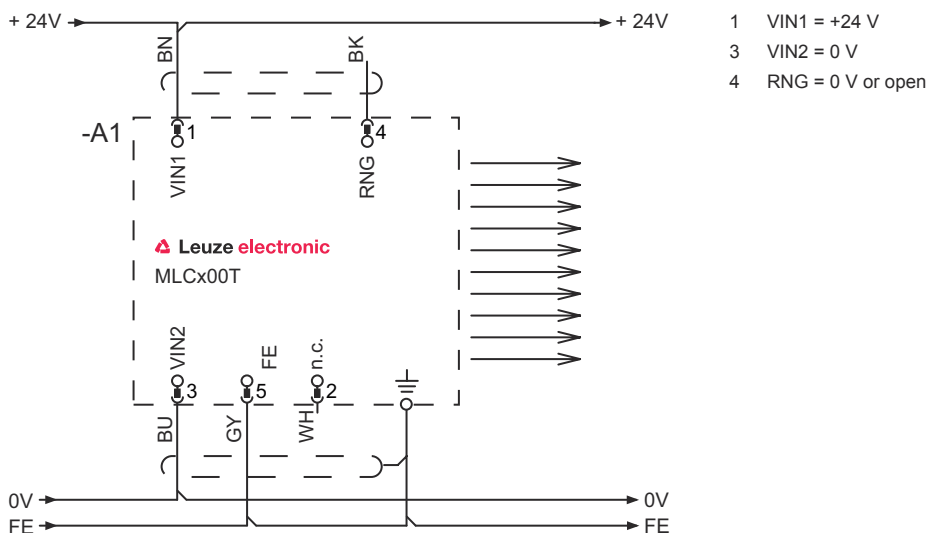 + 24V
+ 24V
1 VIN1 = +24 V
3 VIN2 = 0 V
4 RNG = 0 V or open
BN
BK
-A1
1
4
VIN1
RNG
Leuze electronic
MLCx00T
VIN2
FE
n.c.
3
5
2
BU
GY
WH
0V
0V
FE
FE